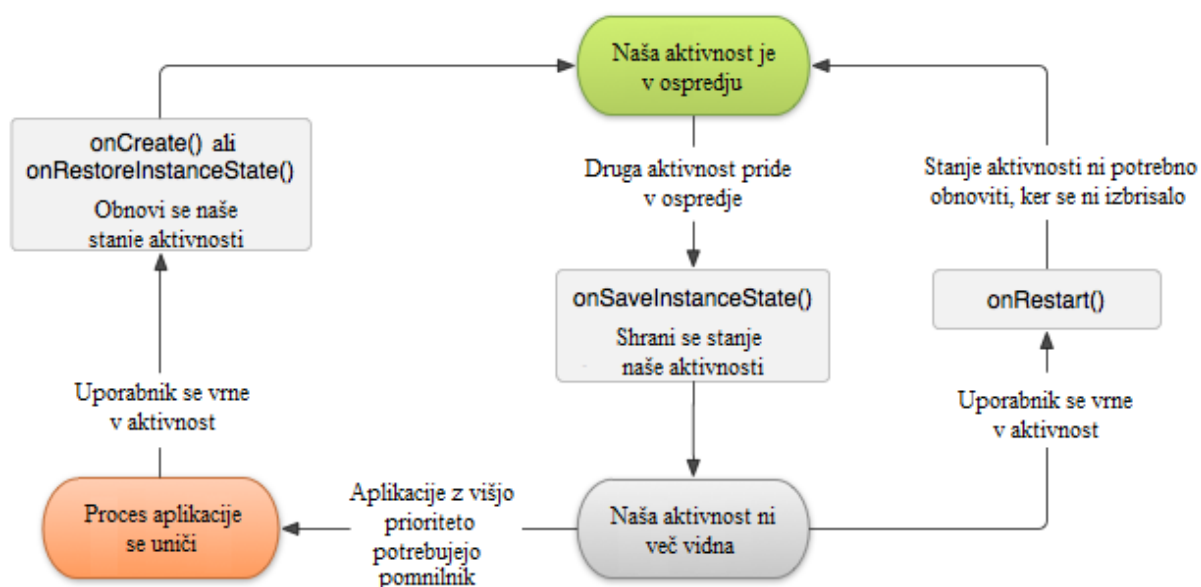 Naša aktivnost je
v ospredju
onCreate() ali
onRestoreInstanceState()
Obnovi se naše
stanje aktivnosti
Druga aktivnost pride
v ospredje
Stanje aktivnosti ni potrebno
obnoviti, ker se ni izbrisalo
onSaveInstanceState()
Shrani se stanje
naše aktivnosti
onRestart()
Uporabnik se vrne
v aktivnost
Uporabnik se vrne
v aktivnost
Proces aplikacije
se uniči
Aplikacije z višjo
prioriteto
potrebujejo
pomnilnik
Naša aktivnost ni
več vidna